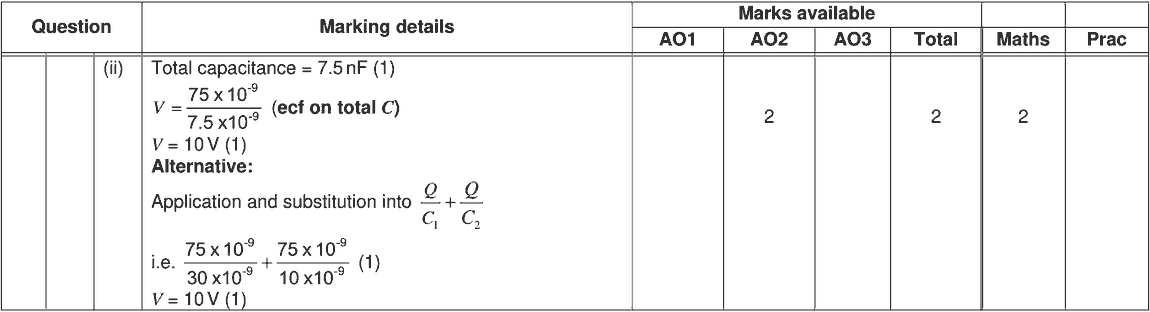 Question Marking details Marks available
AO1 AO2 AO3 Total Maths Prac
(ii) Total capacitance = 7.5 nF (1)
V = 75 x 10⁻⁹ / 7.5 x10⁻⁹ (ecf on total C)
2 2 2
V = 10 V (1)
Alternative:
Application and substitution into Q/C₁ + Q/C₂
i.e. 75 x 10⁻⁹ / 30 x10⁻⁹ + 75 x 10⁻⁹ / 10 x10⁻⁹ (1)
V = 10 V (1)